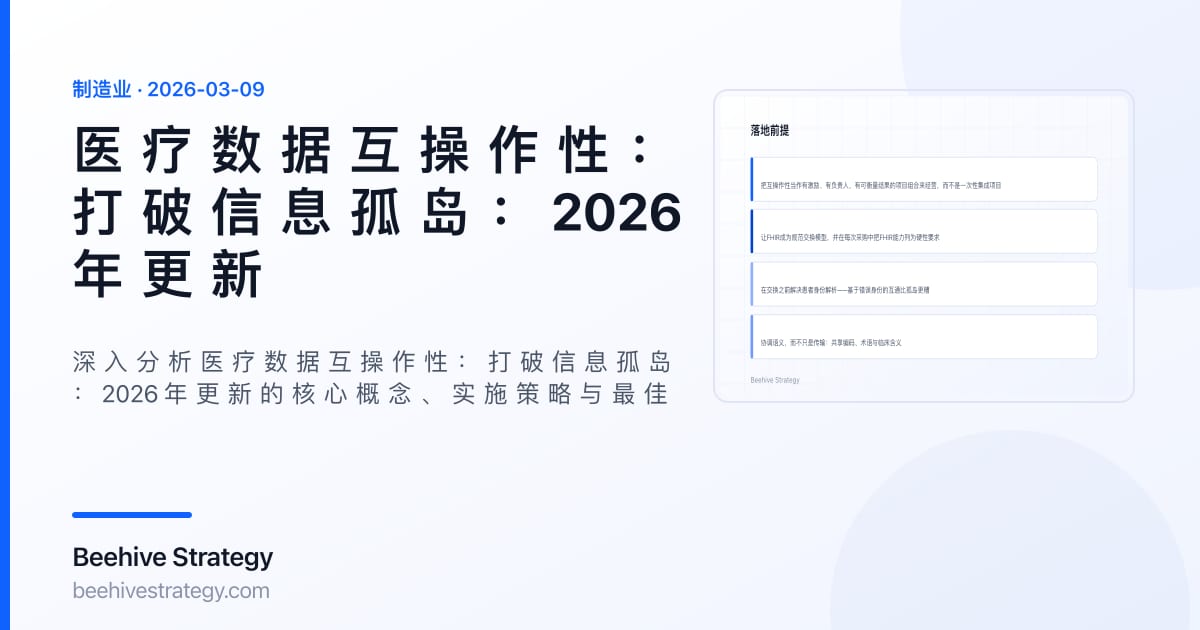 制造业 · 2026-03-09
医疗数据互操作性：
打破信息孤岛：2026
年更新
深入分析医疗数据互操作性：打破信息孤岛
：2026年更新的核心概念、实施策略与最佳
Beehive Strategy
beehivestrategy.com
落地前提
把互操作性当作有激励、有负责人、有可衡量结果的项目组合来经营，而不是一次性集成项目
让FHIR成为规范交换模型，并在每次采购中把FHIR能力列为硬性要求
在交换之前解决患者身份解析——基于错误身份的互通比孤岛更糟
协调语义，而不只是传输：共享编码、术语与临床含义
Beehive Strategy